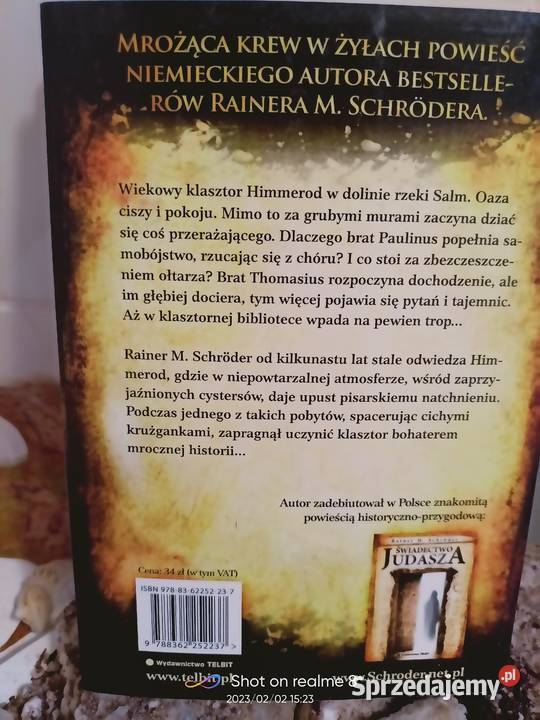 Mrożąca krew w żyłach powieść
niemieckiego autora bestselle-
rów Rainera M. Schrödera.
Wiekowy klasztor Himmerod w dolinie rzeki Salm. Oaza
ciszy i pokoju. Mimo to za grubymi murami zaczyna dziać
się coś przerażającego. Dlaczego brat Paulinus popełnia sa-
mobójstwo, rzucając się z chóru? I co stoi za zbezczeszcze-
niem ołtarza? Brat Thomasius rozpoczyna dochodzenie, ale
im głębiej dociera, tym więcej pojawia się pytań i tajemnic.
Aż w klasztornej bibliotece wpada na pewien trop...
Rainer M. Schröder od kilkunastu lat stale odwiedza Him-
merod, gdzie w niepowtarzalnej atmosferze, wśród zaprzy-
jaźnionych cystersów, daje upust pisarskiemu natchnieniu.
Podczas jednego z takich pobytów, spacerując cichymi
krużgankami, zapragnął uczynić klasztor bohaterem
mrocznej historii...
Autor zadebiutował w Polsce znakomitą
powieścią historyczno-przygodową:
Rainer M. Schröder
Świadectwo
Judasza
Cena: 34 zł (w tym VAT)
ISBN 978-83-62252-23-7
9 788362 252237 >
Wydawnictwo TELBIT
www.telbit.pl
www.Schroder.net.pl
Shot on realme 8
2023/02/02 15:23
Sprzedajemy.pl